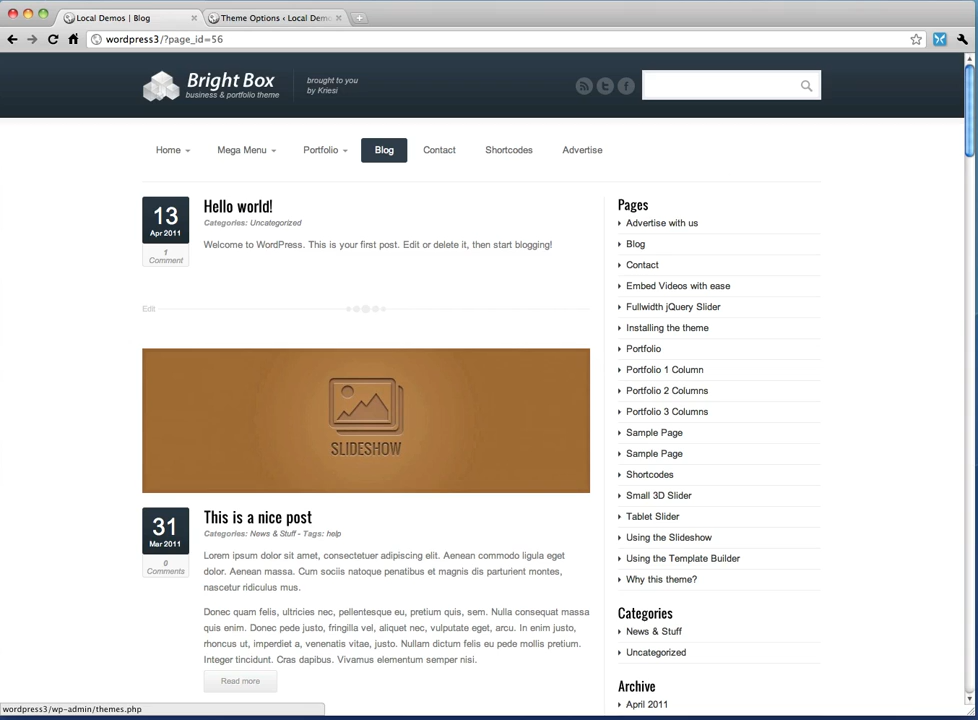 Local Demos | Blog
Theme Options ‹ Local Demo
wordpress3/?page_id=56
Bright Box
business & portfolio theme
brought to you
by Kriesi
Home
Mega Menu
Portfolio
Blog
Contact
Shortcodes
Advertise
13
Apr 2011
1
Comment
Hello world!
Categories: Uncategorized
Welcome to WordPress. This is your first post. Edit or delete it, then start blogging!
Edit
SLIDESHOW
31
Mar 2011
0
Comments
This is a nice post
Categories: News & Stuff - Tags: help
Lorem ipsum dolor sit amet, consectetuer adipiscing elit. Aenean commodo ligula eget
dolor. Aenean massa. Cum sociis natoque penatibus et magnis dis parturient montes,
nascetur ridiculus mus.
Donec quam felis, ultricies nec, pellentesque eu, pretium quis, sem. Nulla consequat massa
quis enim. Donec pede justo, fringilla vel, aliquet nec, vulputate eget, arcu. In enim justo,
rhoncus ut, imperdiet a, venenatis vitae, justo. Nullam dictum felis eu pede mollis pretium.
Integer tincidunt. Cras dapibus. Vivamus elementum semper nisi.
Read more
Pages
Advertise with us
Blog
Contact
Embed Videos with ease
Fullwidth jQuery Slider
Installing the theme
Portfolio
Portfolio 1 Column
Portfolio 2 Columns
Portfolio 3 Columns
Sample Page
Sample Page
Shortcodes
Small 3D Slider
Tablet Slider
Using the Slideshow
Using the Template Builder
Why this theme?
Categories
News & Stuff
Uncategorized
Archive
April 2011
wordpress3/wp-admin/themes.php